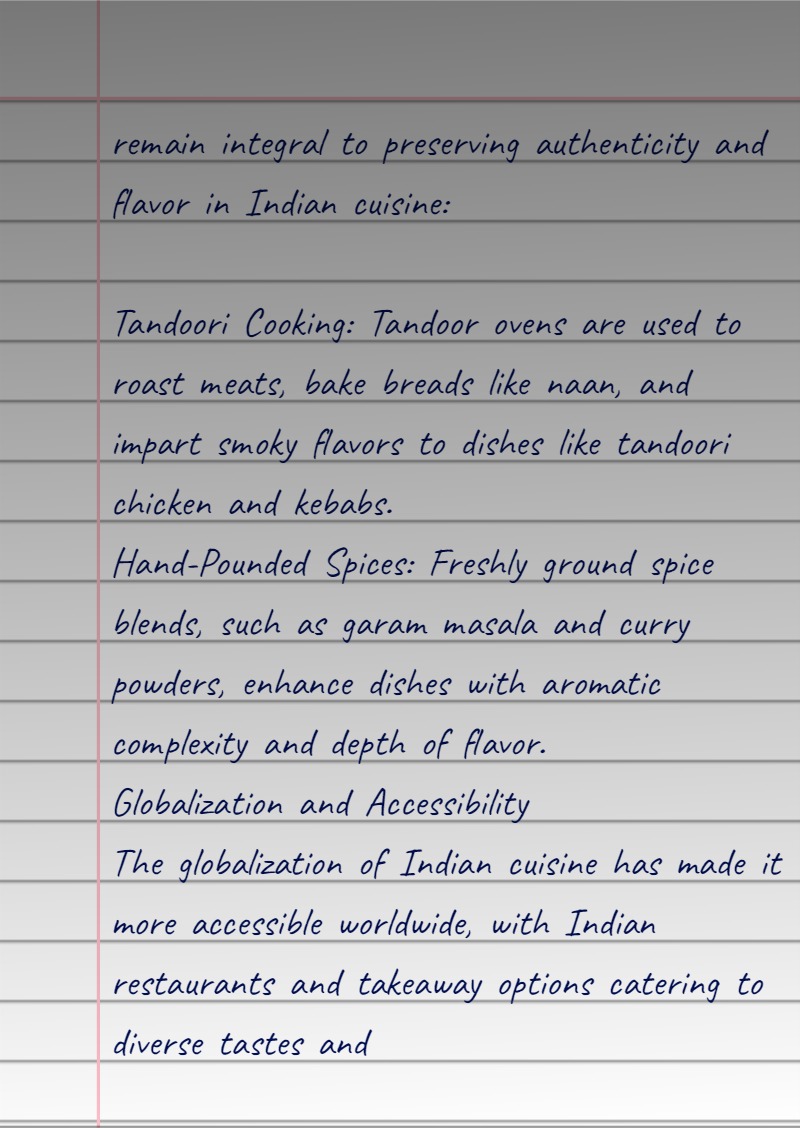 remain integral to preserving authenticity and
flavor in Indian cuisine:
Tandoori Cooking: Tandoor ovens are used to
roast meats, bake breads like naan, and
impart smoky flavors to dishes like tandoori
chicken and kebabs.
Hand-Pounded Spices: Freshly ground spice
blends, such as garam masala and curry
powders, enhance dishes with aromatic
complexity and depth of flavor.
Globalization and Accessibility
The globalization of Indian cuisine has made it
more accessible worldwide, with Indian
restaurants and takeaway options catering to
diverse tastes and